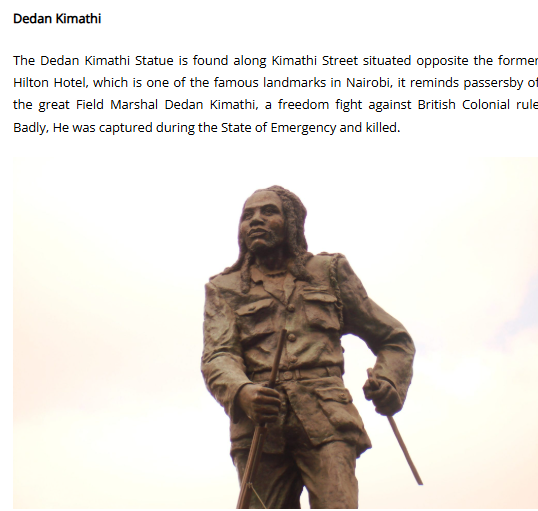 Dedan Kimathi
The Dedan Kimathi Statue is found along Kimathi Street situated opposite the former
Hilton Hotel, which is one of the famous landmarks in Nairobi, it reminds passersby of
the great Field Marshal Dedan Kimathi, a freedom fight against British Colonial rule
Badly, He was captured during the State of Emergency and killed.